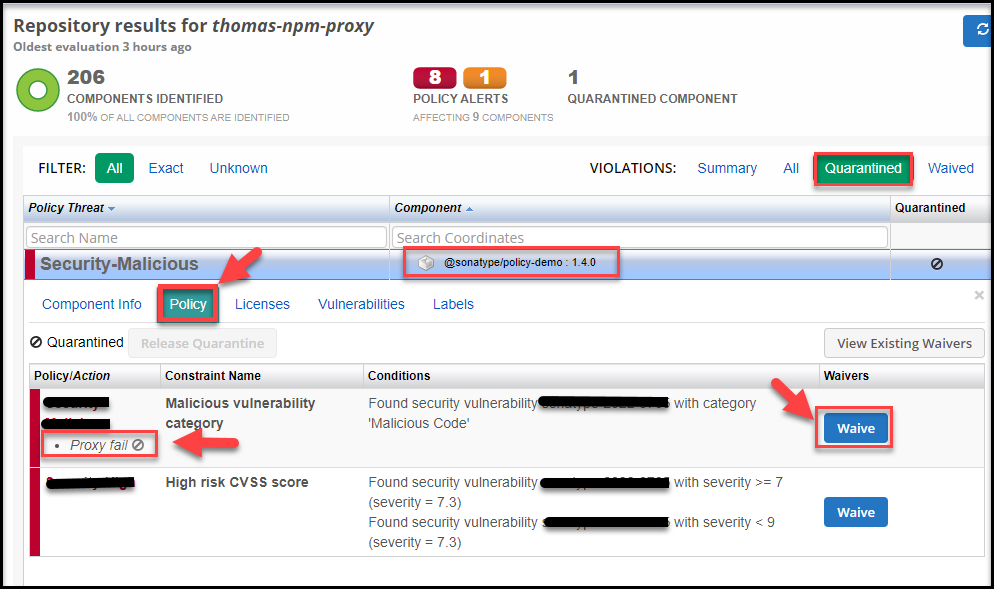 Repository results for thomas-npm-proxy
Oldest evaluation 3 hours ago
206
COMPONENTS IDENTIFIED
100% OF ALL COMPONENTS ARE IDENTIFIED
8 1
POLICY ALERTS
AFFECTING 9 COMPONENTS
1
QUARANTINED COMPONENT
FILTER: All Exact Unknown VIOLATIONS: Summary All Quarantined Waived
Policy Threat Component Quarantined
Search Name Search Coordinates
Security-Malicious @sonatype/policy-demo : 1.4.0
Component Info Policy Licenses Vulnerabilities Labels
Quarantined Release Quarantine View Existing Waivers
Policy/Action Constraint Name Conditions Waivers
Malicious vulnerability category
Found security vulnerability with category
'Malicious Code'
Waive
• Proxy fail
High risk CVSS score
Found security vulnerability with severity >= 7
(severity = 7.3)
Found security vulnerability with severity < 9
(severity = 7.3)
Waive